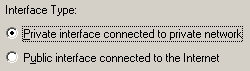 Interface Type:
Private interface connected to private network
Public interface connected to the Internet